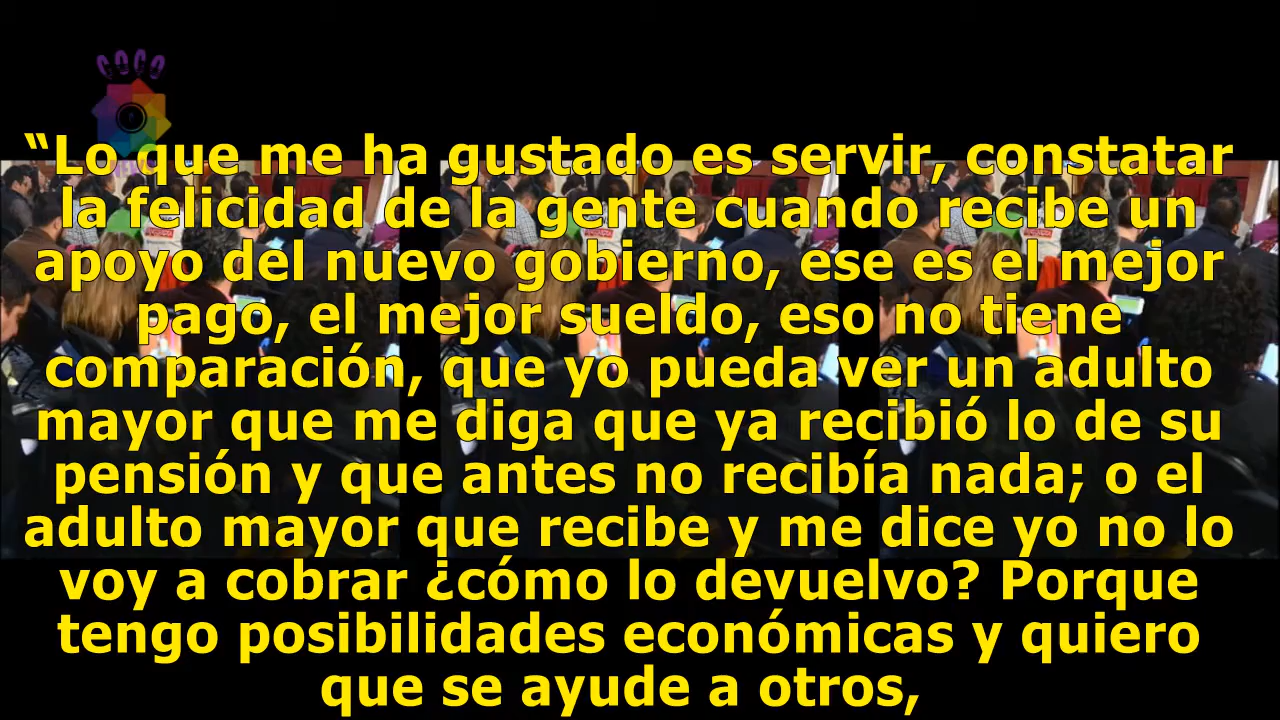 COCO
“Lo que me ha gustado es servir, constatar
la felicidad de la gente cuando recibe un
apoyo del nuevo gobierno, ese es el mejor
pago, el mejor sueldo, eso no tiene
comparación, que yo pueda ver un adulto
mayor que me diga que ya recibió lo de su
pensión y que antes no recibía nada; o el
adulto mayor que recibe y me dice yo no lo
voy a cobrar ¿cómo lo devuelvo? Porque
tengo posibilidades económicas y quiero
que se ayude a otros,